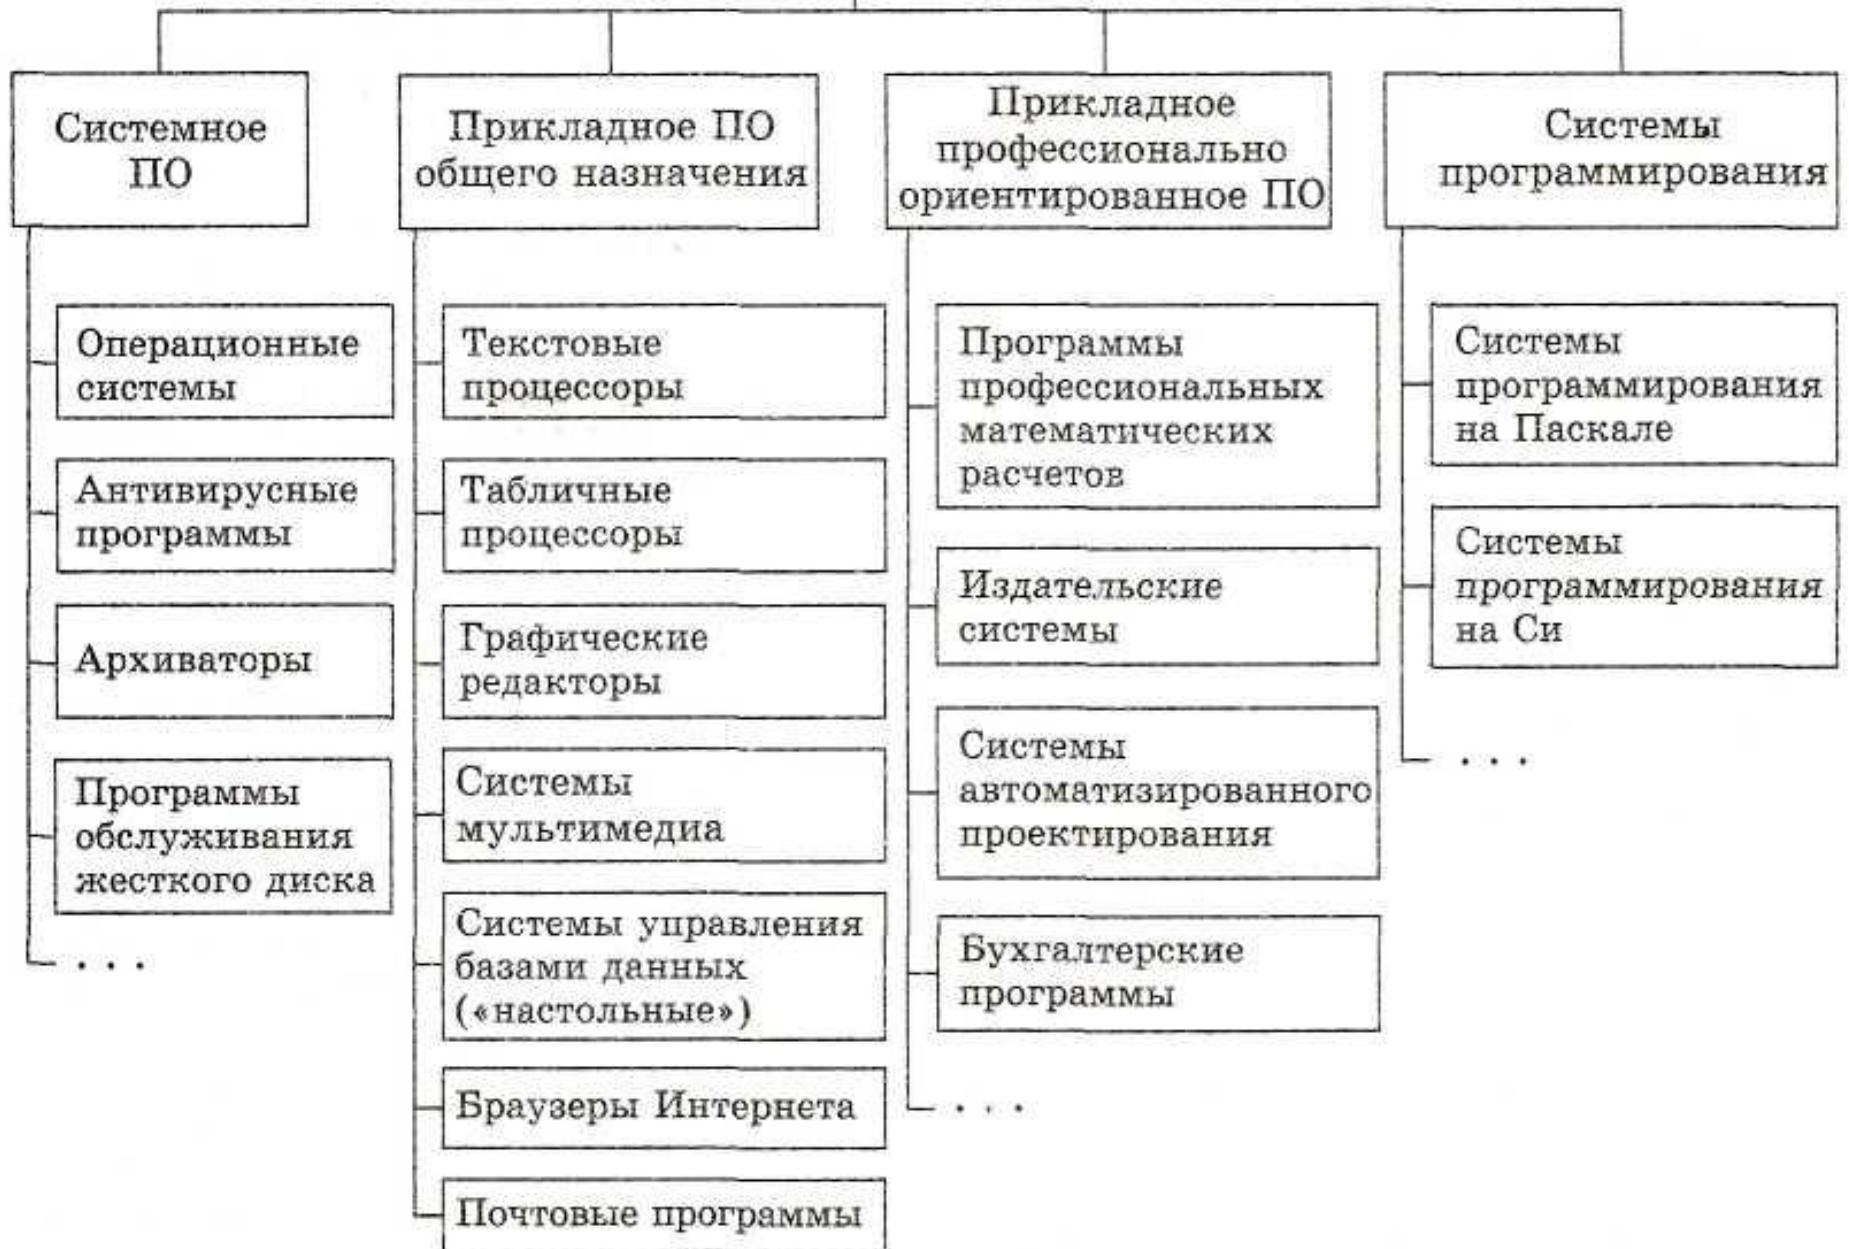 Системное
ПО
Прикладное ПО
общего назначения
Прикладное
профессионально
ориентированное ПО
Системы
программирования
Операционные
системы
Антивирусные
программы
Архиваторы
Программы
обслуживания
жесткого диска
. . .
Текстовые
процессоры
Табличные
процессоры
Графические
редакторы
Системы
мультимедиа
Системы управления
базами данных
(«настольные»)
Браузеры Интернета
Почтовые программы
Программы
профессиональных
математических
расчетов
Издательские
системы
Системы
автоматизированного
проектирования
Бухгалтерские
программы
. . .
Системы
программирования
на Паскале
Системы
программирования
на Си
. . .